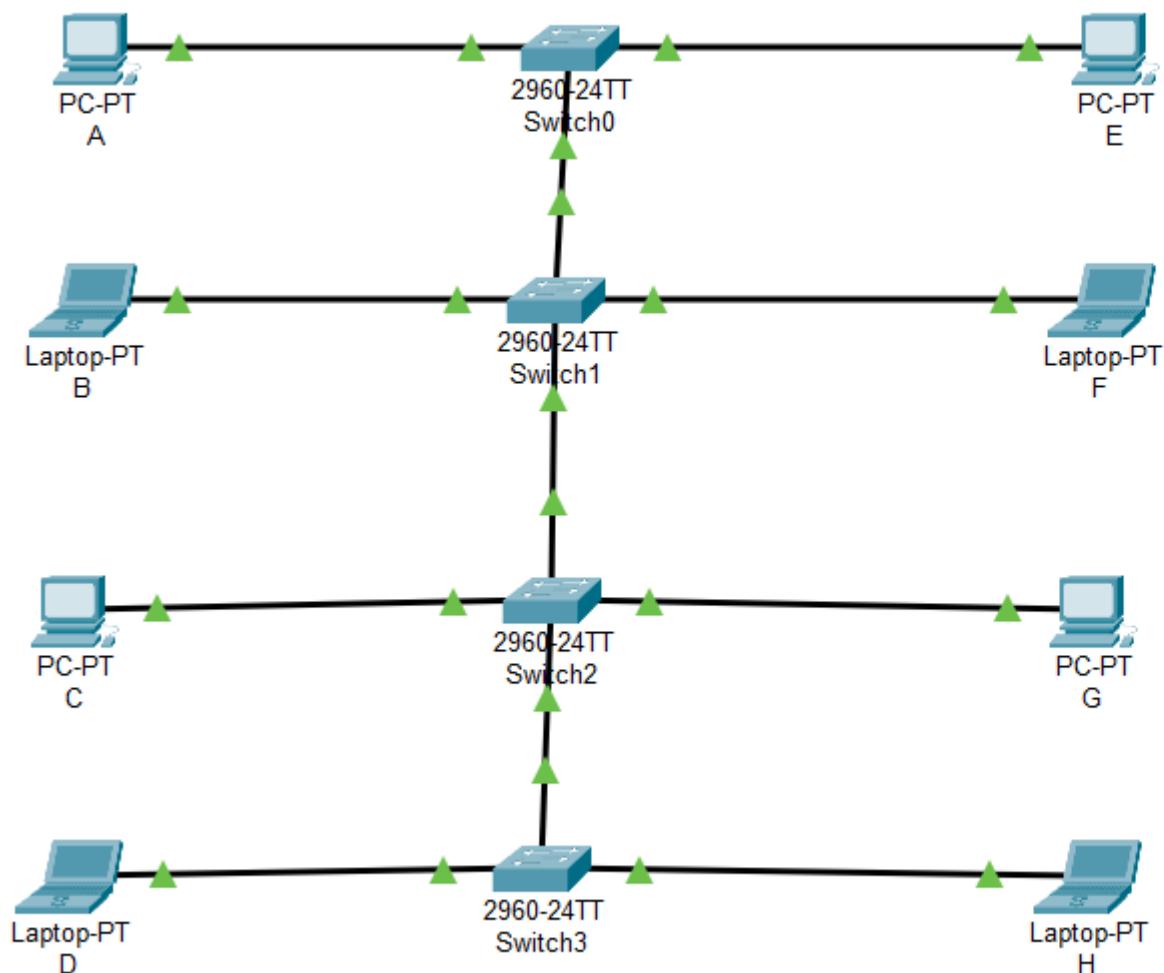 2960-24TT
Switch0
PC-PT
A
PC-PT
E
2960-24TT
Switch1
Laptop-PT
B
Laptop-PT
F
2960-24TT
Switch2
PC-PT
C
PC-PT
G
2960-24TT
Switch3
Laptop-PT
D
Laptop-PT
H